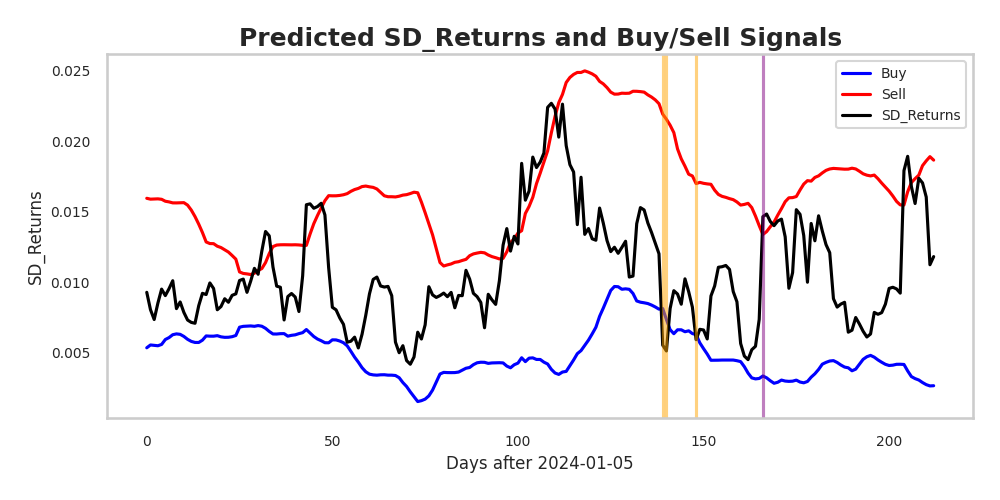 Predicted SD_Returns and Buy/Sell Signals
SD_Returns
0.025
0.020
0.015
0.010
0.005
Buy
Sell
SD_Returns
0
50
100
150
200
Days after 2024-01-05